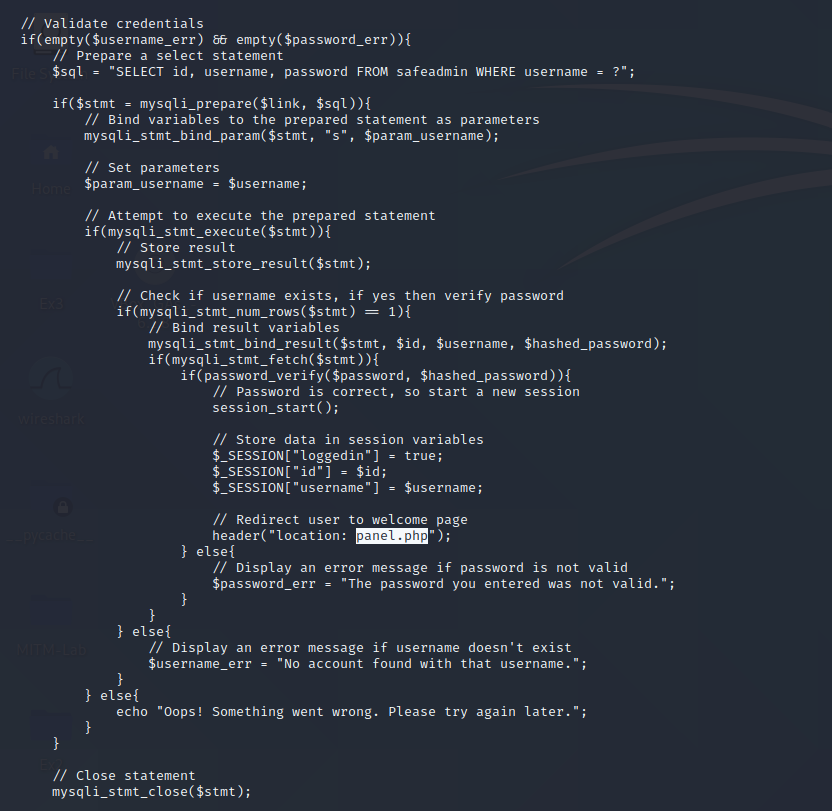 // Validate credentials
if(empty($username_err) && empty($password_err)){
    // Prepare a select statement
    $sql = "SELECT id, username, password FROM safeadmin WHERE username = ?";

    if($stmt = mysqli_prepare($link, $sql)){
        // Bind variables to the prepared statement as parameters
        mysqli_stmt_bind_param($stmt, "s", $param_username);

        // Set parameters
        $param_username = $username;

        // Attempt to execute the prepared statement
        if(mysqli_stmt_execute($stmt)){
            // Store result
            mysqli_stmt_store_result($stmt);

            // Check if username exists, if yes then verify password
            if(mysqli_stmt_num_rows($stmt) == 1){
                // Bind result variables
                mysqli_stmt_bind_result($stmt, $id, $username, $hashed_password);
                if(mysqli_stmt_fetch($stmt)){
                    if(password_verify($password, $hashed_password)){
                        // Password is correct, so start a new session
                        session_start();

                        // Store data in session variables
                        $_SESSION["loggedin"] = true;
                        $_SESSION["id"] = $id;
                        $_SESSION["username"] = $username;

                        // Redirect user to welcome page
                        header("location: panel.php");
                    } else{
                        // Display an error message if password is not valid
                        $password_err = "The password you entered was not valid.";
                    }
                }
            } else{
                // Display an error message if username doesn't exist
                $username_err = "No account found with that username.";
            }
        } else{
            echo "Oops! Something went wrong. Please try again later.";
        }
    }

    // Close statement
    mysqli_stmt_close($stmt);
Home
Ex3
wireshark
__pycache__
MITM-Lab